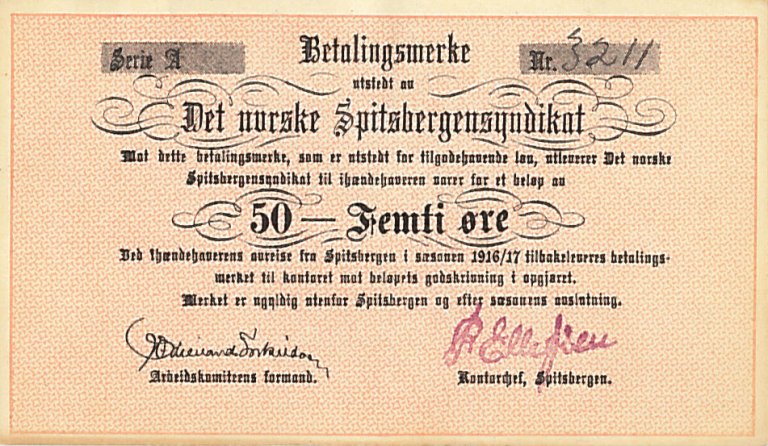 Serie A
Betalingsmerke
Nr. 3211
utstedt av
Det norske Spitsbergensyndikat
Mot dette betalingsmerke, som er utstedt for tilgodehavende løn, utleverer Det norske
Spitsbergensyndikat til ihændehaveren varer for et beløp av
50 — Femti øre
Ved ihændehaverens avreise fra Spitsbergen i sæsonen 1916/17 tilbakeleveres betalings-
merket til kontoret mot beløpets godskrivning i opgjøret.
Merket er ugyldig utenfor Spitsbergen og efter sæsonens avslutning.
Arbeidskomiteens formand.
Kontorchef, Spitsbergen.